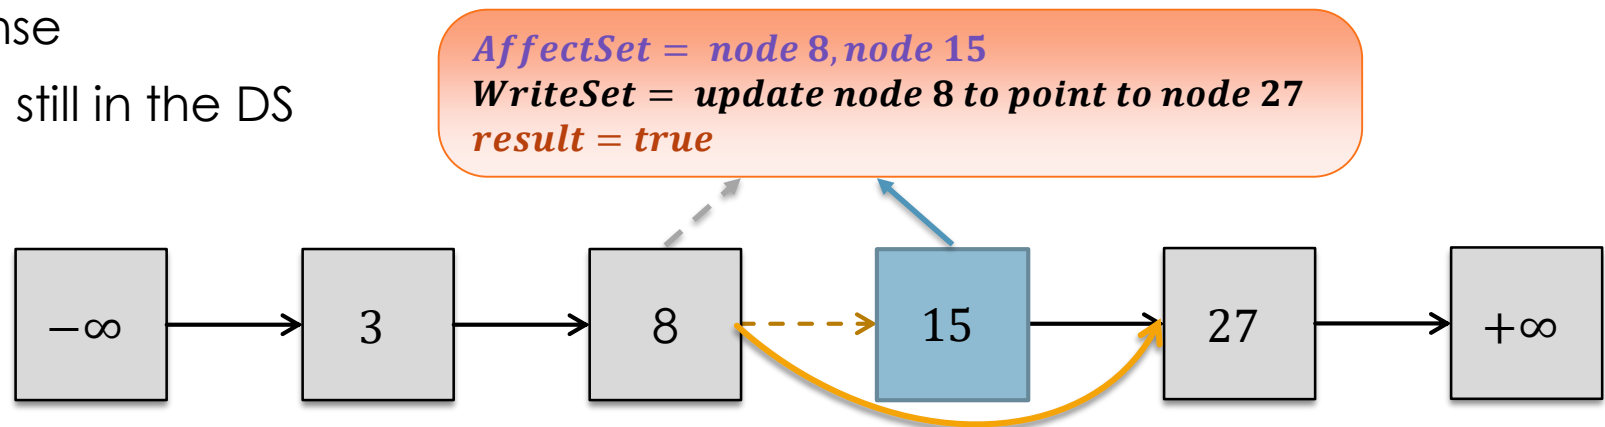 nse
still in the DS
AffectSet = node 8, node 15
WriteSet = update node 8 to point to node 27
result = true
−∞ 3 8 15 27 +∞